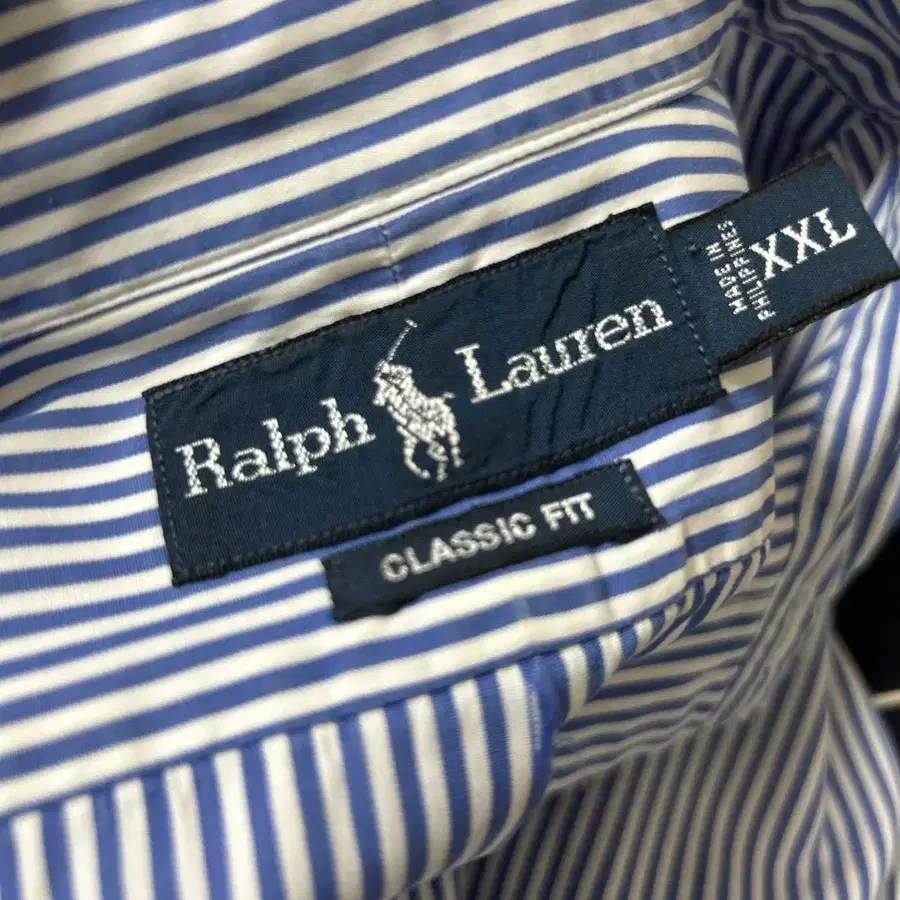 Ralph Lauren
CLASSIC FIT
XXL
MADE IN
PHILIPPINES